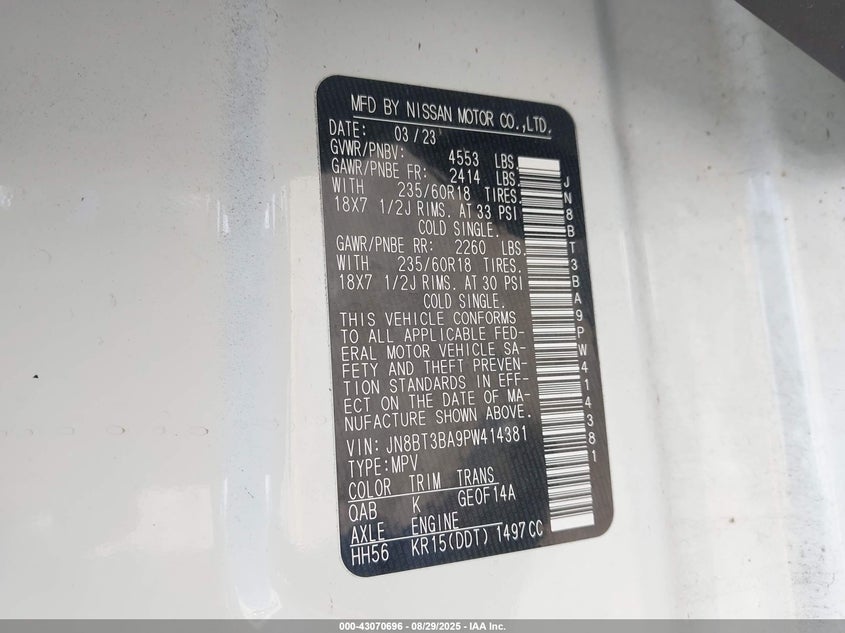 MFD BY NISSAN MOTOR CO.,LTD.
DATE: 03/23
GVWR/PNBV: 4553 LBS.
GAWR/PNBE FR: 2414 LBS.
WITH 235/60R18 TIRES.
18X7 1/2J RIMS. AT 33 PSI
COLD SINGLE.
GAWR/PNBE RR: 2260 LBS.
WITH 235/60R18 TIRES.
18X7 1/2J RIMS. AT 30 PSI
COLD SINGLE.
THIS VEHICLE CONFORMS
TO ALL APPLICABLE FED-
ERAL MOTOR VEHICLE SA-
FETY AND THEFT PREVEN-
TION STANDARDS IN EFF-
ECT ON THE DATE OF MA-
NUFACTURE SHOWN ABOVE.
VIN: JN8BT3BA9PW414381
TYPE:MPV
COLOR TRIM TRANS
QAB K GE0F14A
AXLE ENGINE
HH56 KR15(DDT) 1497CC
JN8BT3BA9PW414381
000-43070696 - 08/29/2025 - IAA Inc.